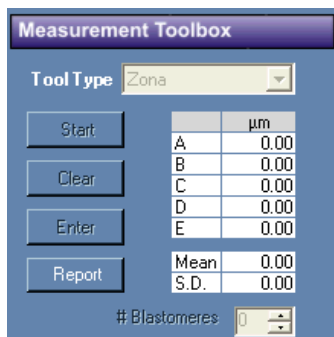 Measurement Toolbox
Tool Type Zona
Start
Clear
Enter
Report
µm
A 0.00
B 0.00
C 0.00
D 0.00
E 0.00
Mean 0.00
S.D. 0.00
# Blastomeres 0